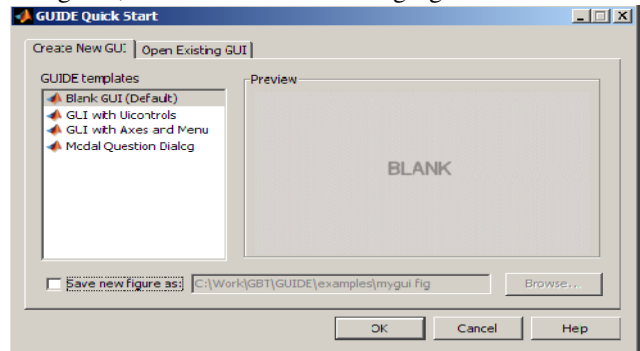 GUIDE Quick Start
Create New GUI Open Existing GUI
GUIDE templates
Preview
Blank GUI (Default)
GUI with Uicontrols
GUI with Axes and Menu
Modal Question Dialog
BLANK
Save new figure as: C:\Work\GBT\GUIDE\examples\mygui fig Browse...
OK Cancel Help